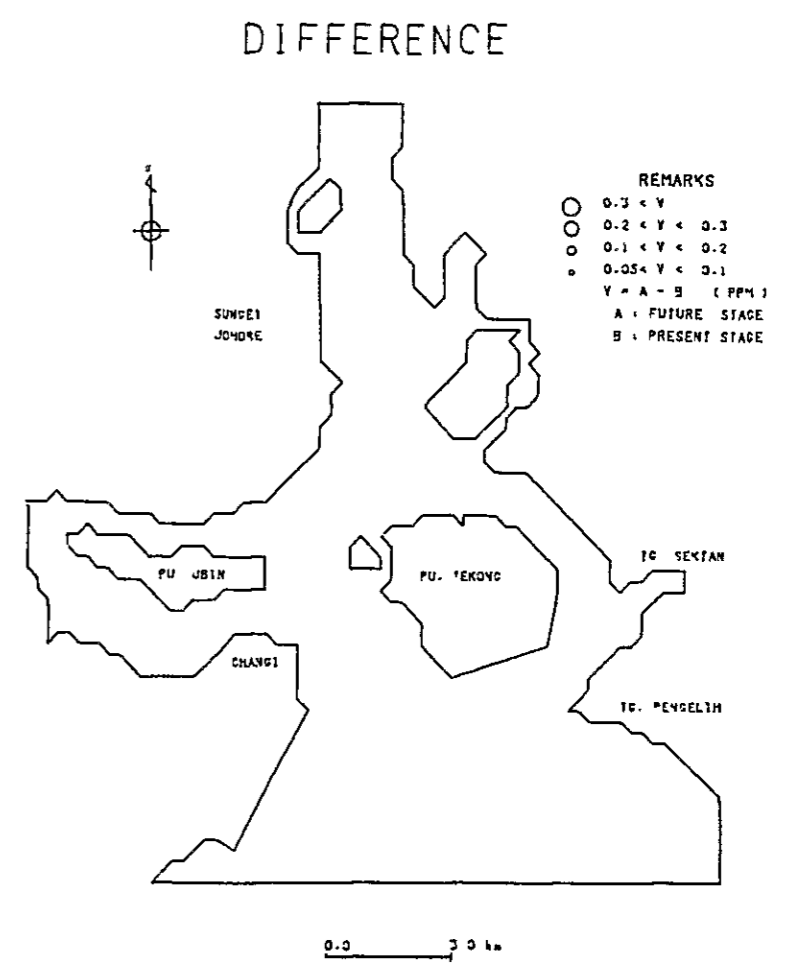 DIFFERENCE
N
REMARKS
0.3 < V
0.2 < V < 0.3
0.1 < V < 0.2
0.05< V < 0.1
V = A - B ( PPM )
A : FUTURE STAGE
B : PRESENT STAGE
SUNGEI
JOHORE
TG SEKTAN
PU UBIN
PU. TEKONG
CHANGI
TG. PENGELIH
0.0 3 0 km